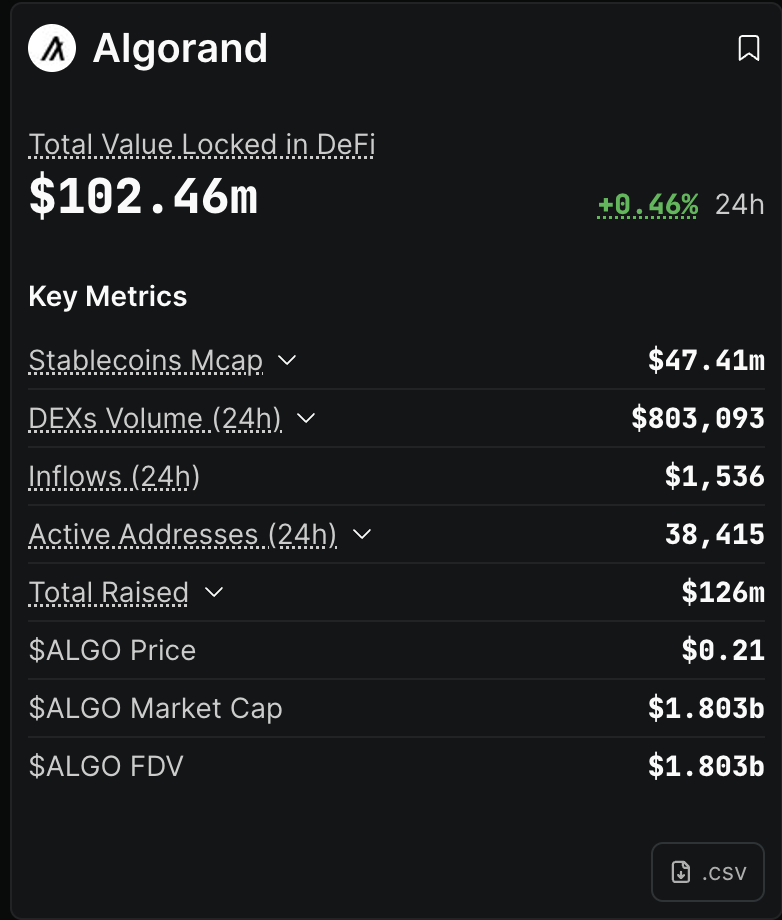 Algorand
Total Value Locked in DeFi
$102.46m +0.46% 24h
Key Metrics
Stablecoins Mcap $47.41m
DEXs Volume (24h) $803,093
Inflows (24h) $1,536
Active Addresses (24h) 38,415
Total Raised $126m
$ALGO Price $0.21
$ALGO Market Cap $1.803b
$ALGO FDV $1.803b
.csv